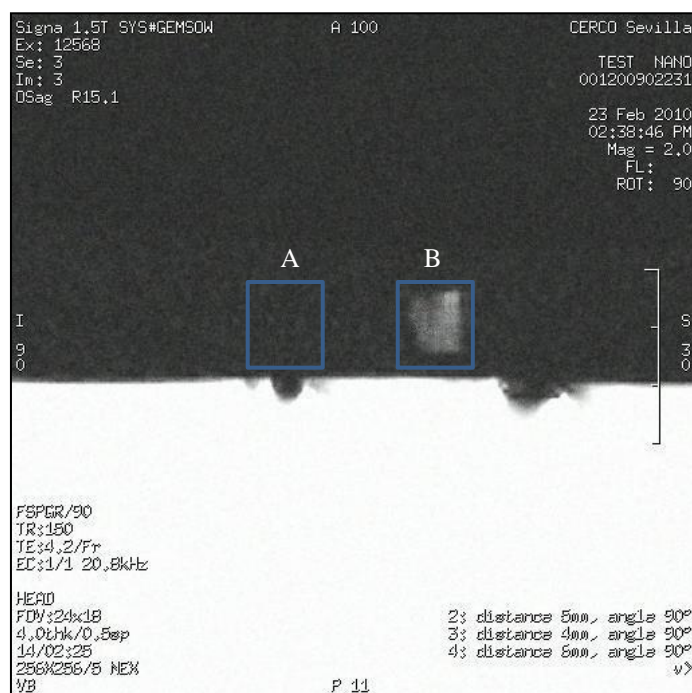 Signa 1.5T SYS#GEMSOW
Ex: 12568
Se: 3
Im: 3
OSag R15.1
A 100
CERCO Sevilla
TEST NANO
001200902231
23 Feb 2010
02:38:46 PM
Mag = 2.0
FL:
ROT: 90
A
B
I
90
S
30
FSPGR/90
TR:150
TE:4.2/Fr
EC:1/1 20.8kHz
HEAD
FOV:24x18
4.0thk/0.5sp
14/02:25
256X256/5 NEX
VB
P 11
2: distance 5mm, angle 90°
3: distance 4mm, angle 90°
4: distance 6mm, angle 90°
v>